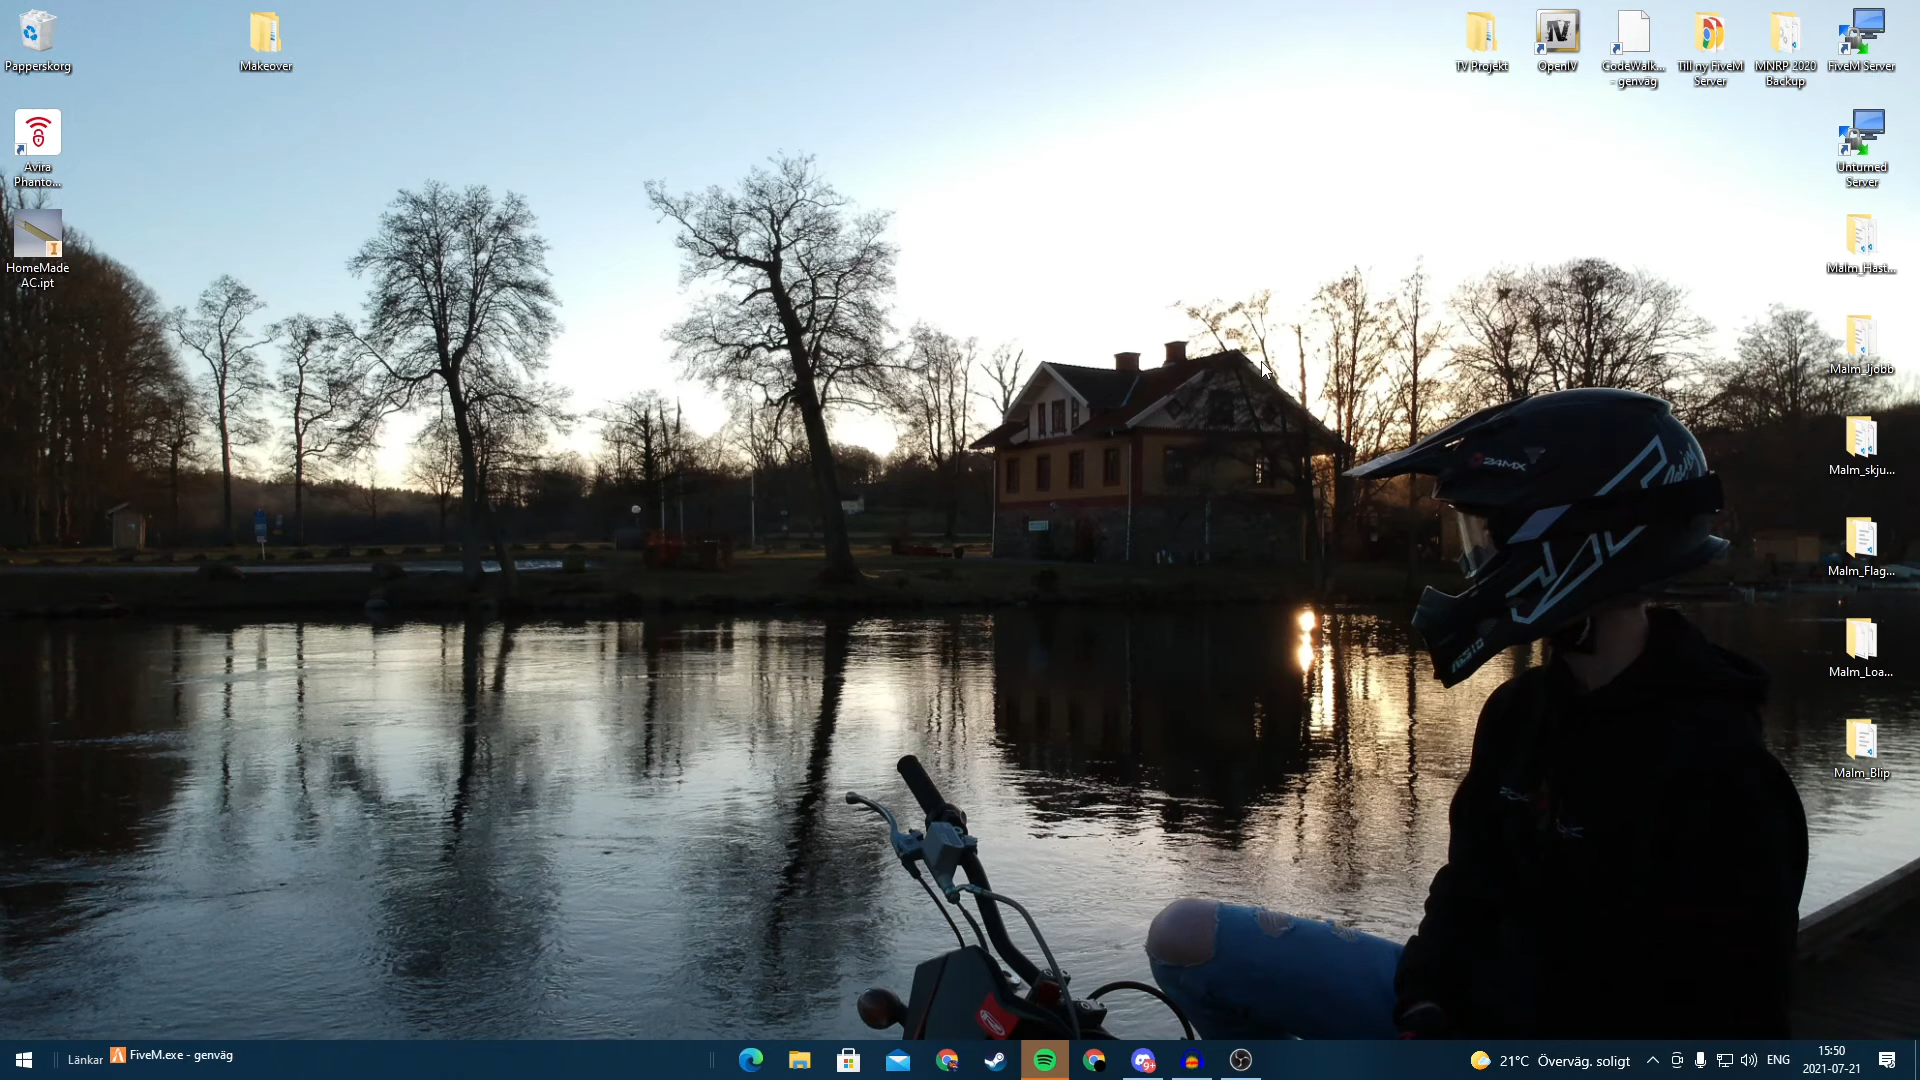 Papperskorg
Makeover
TV Projekt
OpenIV
CodeWalk...
- genväg
Till ny FiveM
Server
MNRP 2020
Backup
FiveM Server
Avira
Phanto...
Unturned
Server
HomeMade
AC.ipt
Malm_Hast...
Malm_Jjobb
Malm_skju...
Malm_Flag...
Malm_Loa...
Malm_Blip
24MX
Länkar
FiveM.exe - genväg
9+
21°C Överväg. soligt
ENG
15:50
2021-07-21